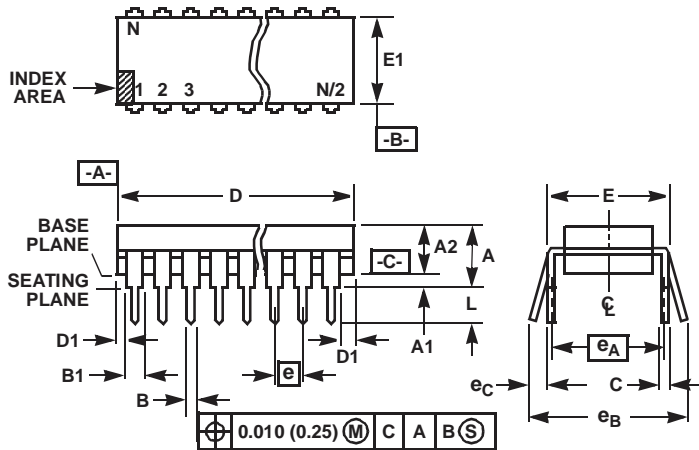 N
E1
INDEX
AREA
1 2 3 N/2
-B-
-A-
D
E
BASE
PLANE
A2
A
-C-
SEATING
PLANE
L
C
L
D1
A1
D1
eA
B1
e
eC
C
B
eB
0.010 (0.25) M C A B S